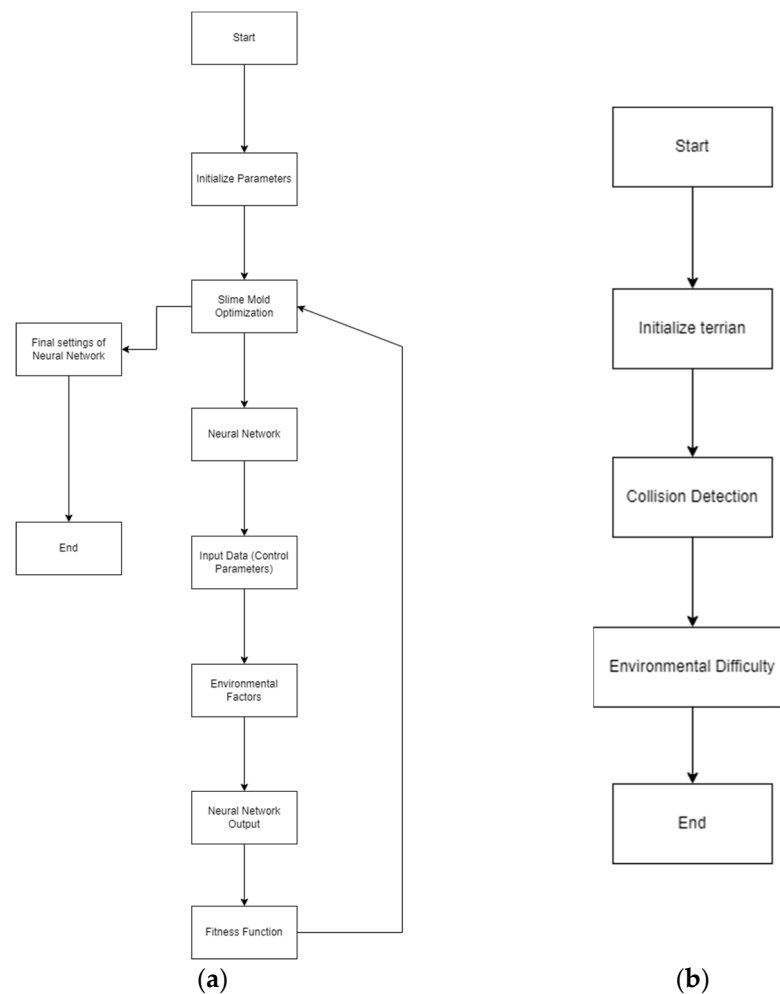 Start
Initialize Parameters
Slime Mold
Optimization
Final settings of
Neural Network
Neural Network
End
Input Data (Control
Parameters)
Environmental
Factors
Neural Network
Output
Fitness Function
(a)
Start
Initialize terrian
Collision Detection
Environmental Difficulty
End
(b)